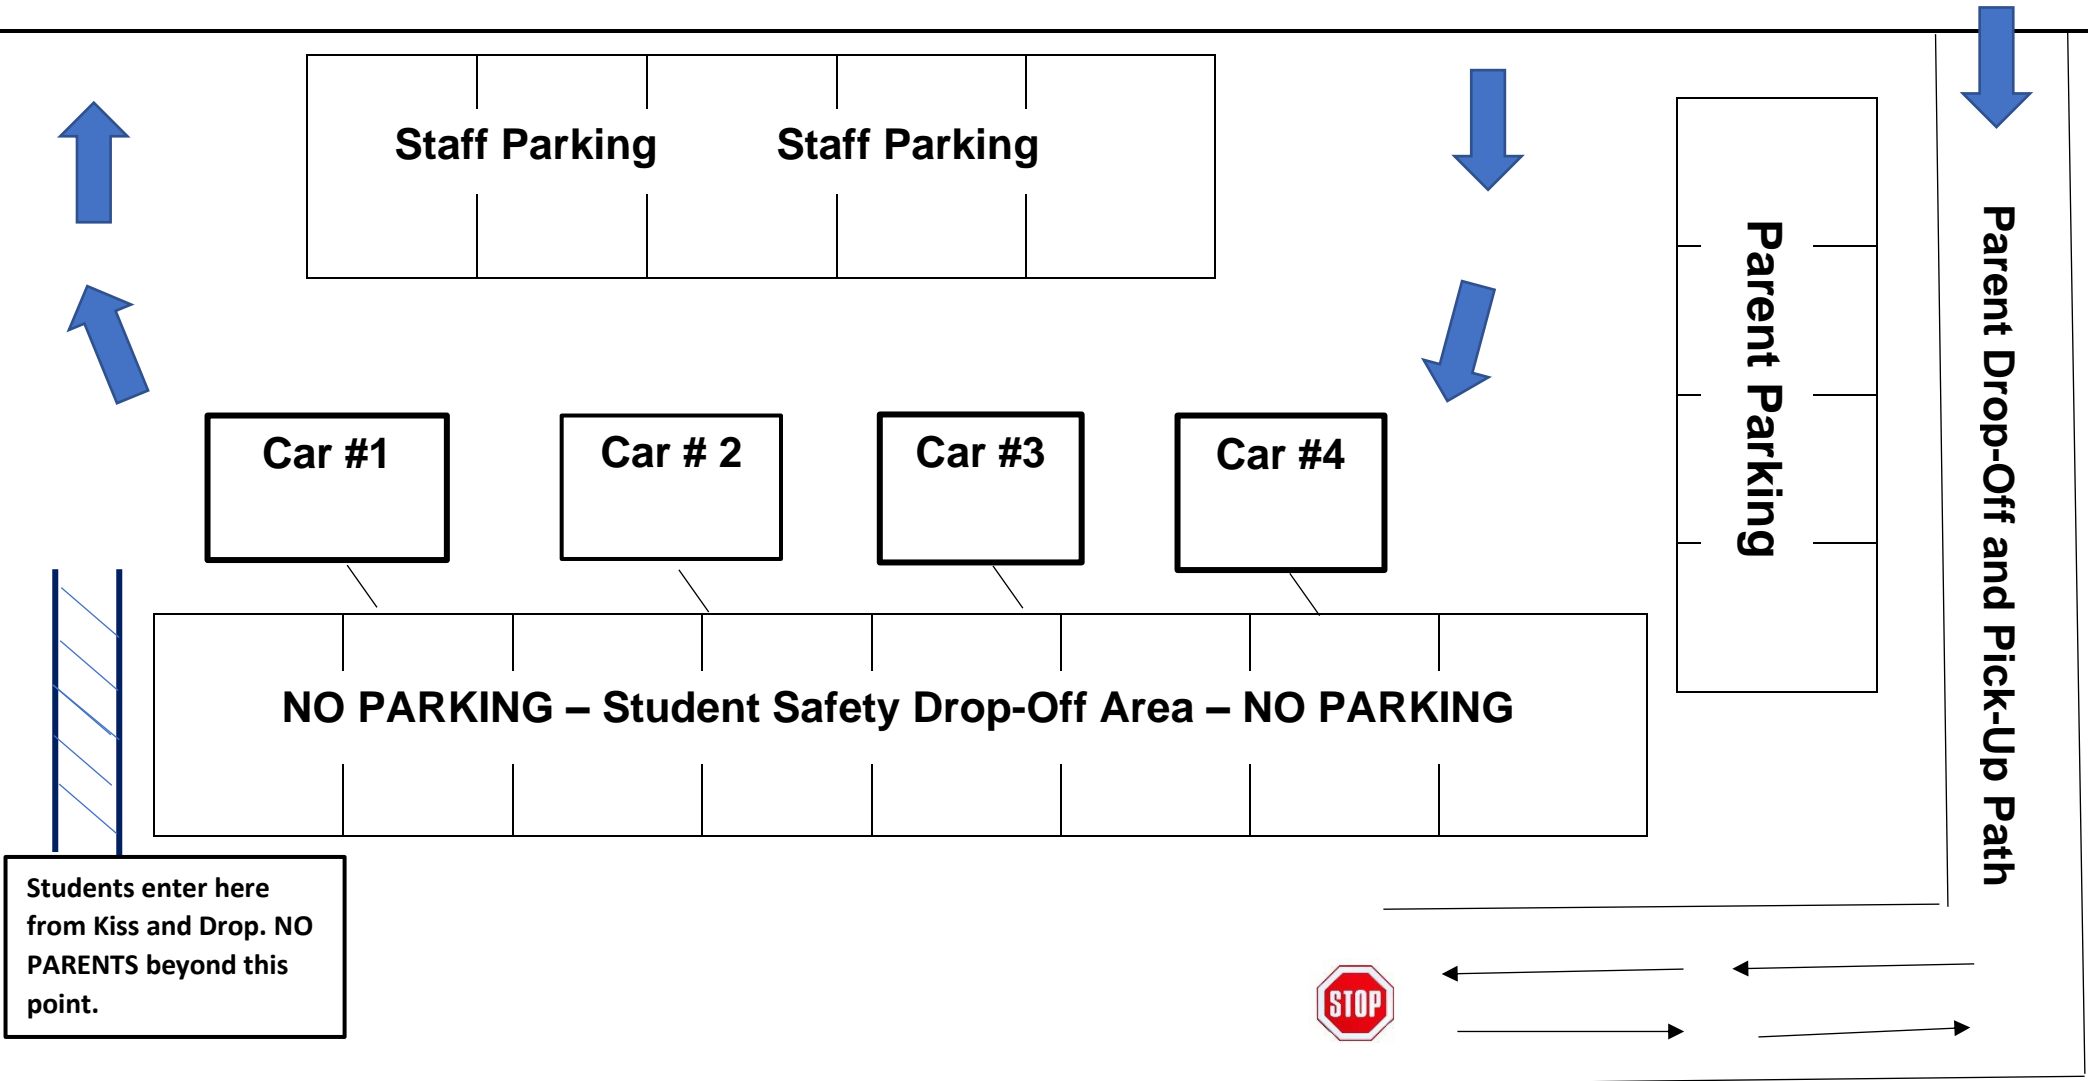 Staff Parking Staff Parking
Parent Parking
Parent Drop-Off and Pick-Up Path
Car #1
Car # 2
Car #3
Car #4
NO PARKING – Student Safety Drop-Off Area – NO PARKING
Students enter here
from Kiss and Drop. NO
PARENTS beyond this
point.
STOP